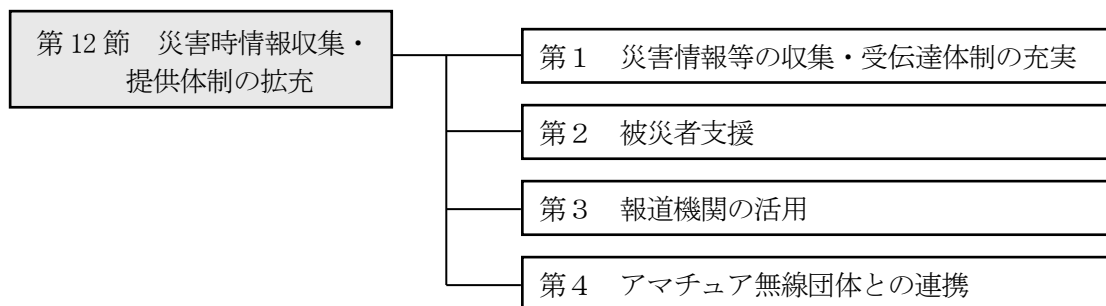 第12節　災害時情報収集・
提供体制の拡充
第１　災害情報等の収集・受伝達体制の充実
第２　被災者支援
第３　報道機関の活用
第４　アマチュア無線団体との連携